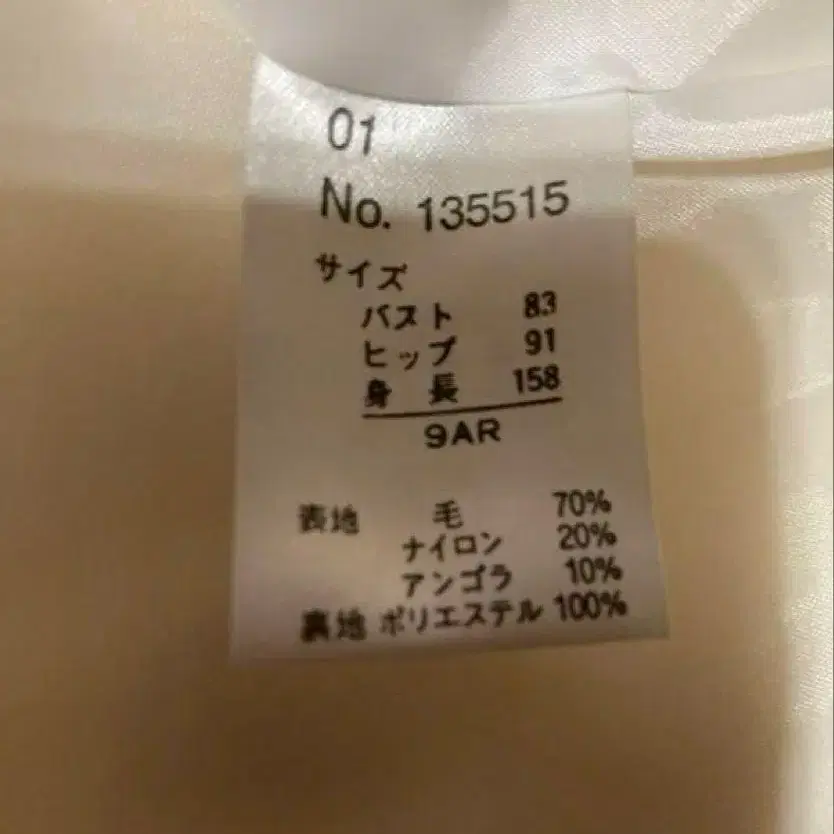 01
No. 135515
サイズ
バスト 83
ヒップ 91
身長 158
9AR
表地 毛 70%
ナイロン 20%
アンゴラ 10%
裏地 ポリエステル 100%